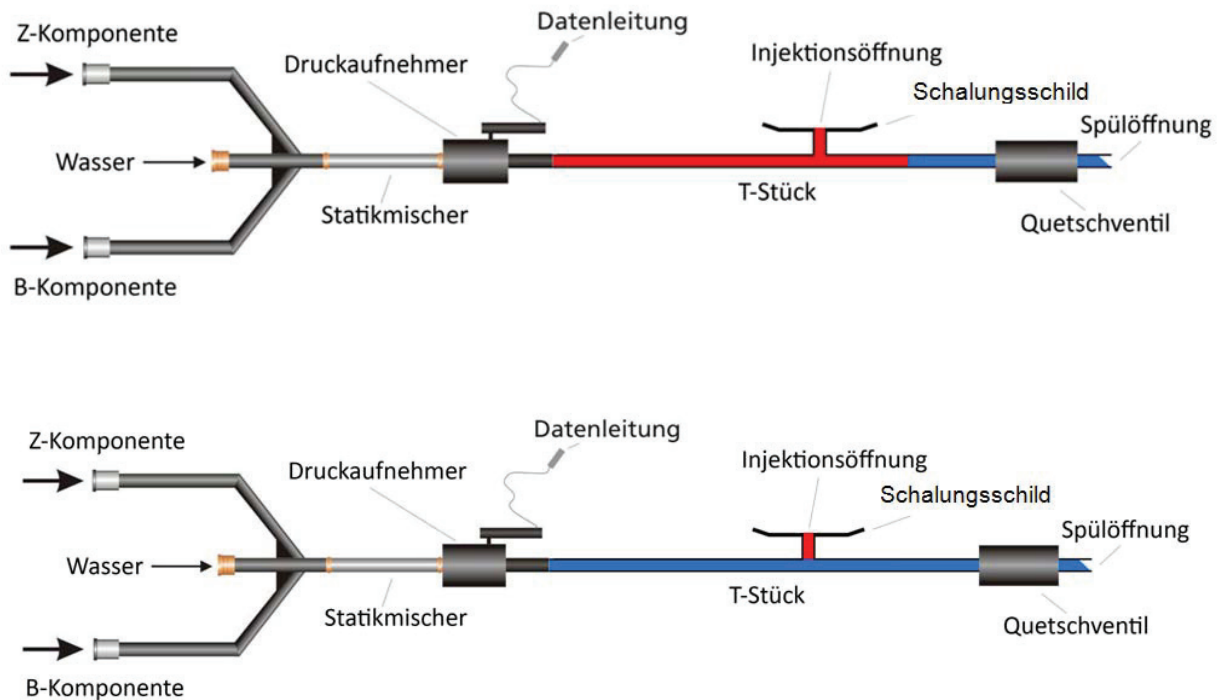 Datenleitung
Z-Komponente
Druckaufnehmer
Injektionsöffnung
Schalungsschild
Spülöffnung
Wasser
Statikmischer
T-Stück
Quetschventil
B-Komponente
Datenleitung
Z-Komponente
Druckaufnehmer
Injektionsöffnung
Schalungsschild
Spülöffnung
Wasser
T-Stück
Statikmischer
Quetschventil
B-Komponente